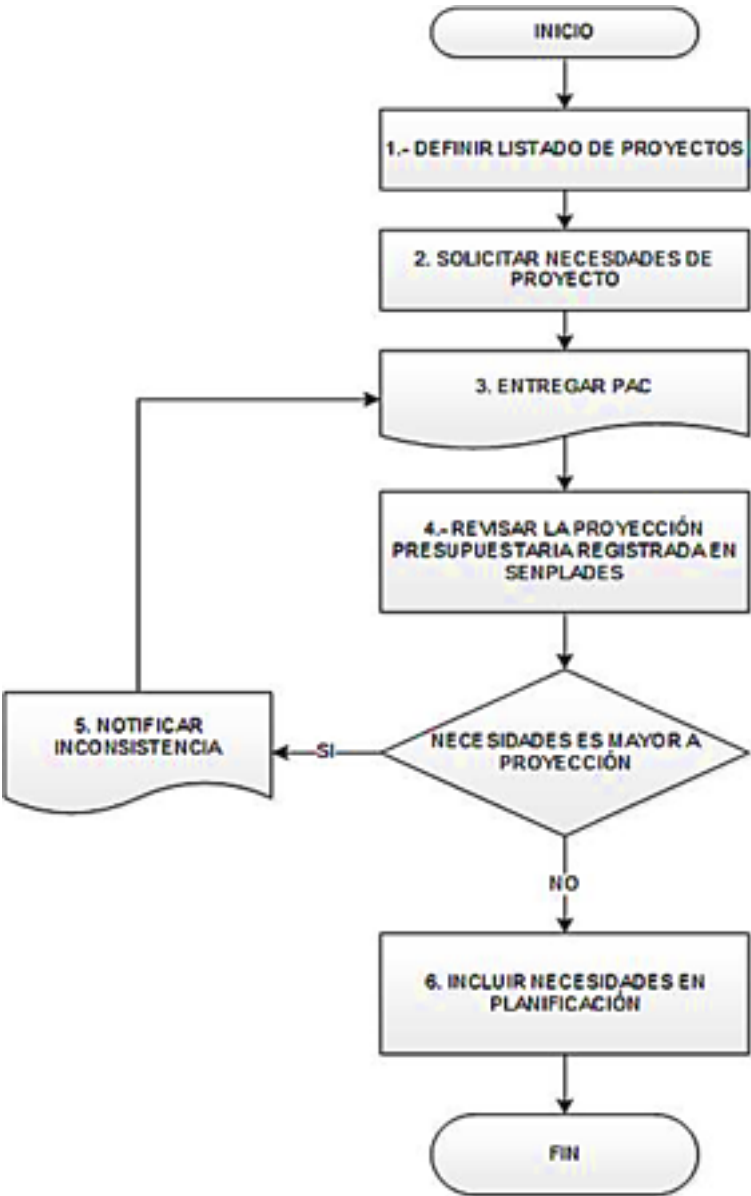 INICIO
1.- DEFINIR LISTADO DE PROYECTOS
2. SOLICITAR NECESDADES DE
PROYECTO
3. ENTREGAR PAC
4.- REVISAR LA PROYECCIÓN
PRESUPUESTARIA REGISTRADA EN
SENPLADES
NECESIDADES ES MAYOR A
PROYECCIÓN
SI
5. NOTIFICAR
INCONSISTENCIA
NO
6. INCLUIR NECESIDADES EN
PLANIFICACIÓN
FIN